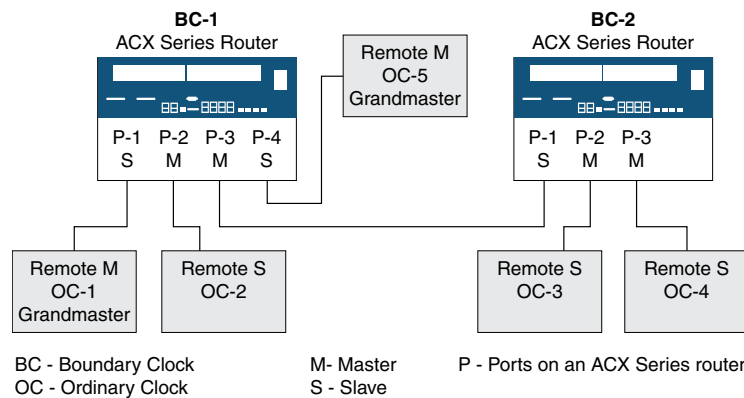 BC-1
ACX Series Router
BC-2
ACX Series Router
Remote M
OC-5
Grandmaster
P-1 P-2 P-3 P-4
S M M S
P-1 P-2 P-3
S M M
Remote M
OC-1
Grandmaster
Remote S
OC-2
Remote S
OC-3
Remote S
OC-4
BC - Boundary Clock
OC - Ordinary Clock
M- Master
S - Slave
P - Ports on an ACX Series router